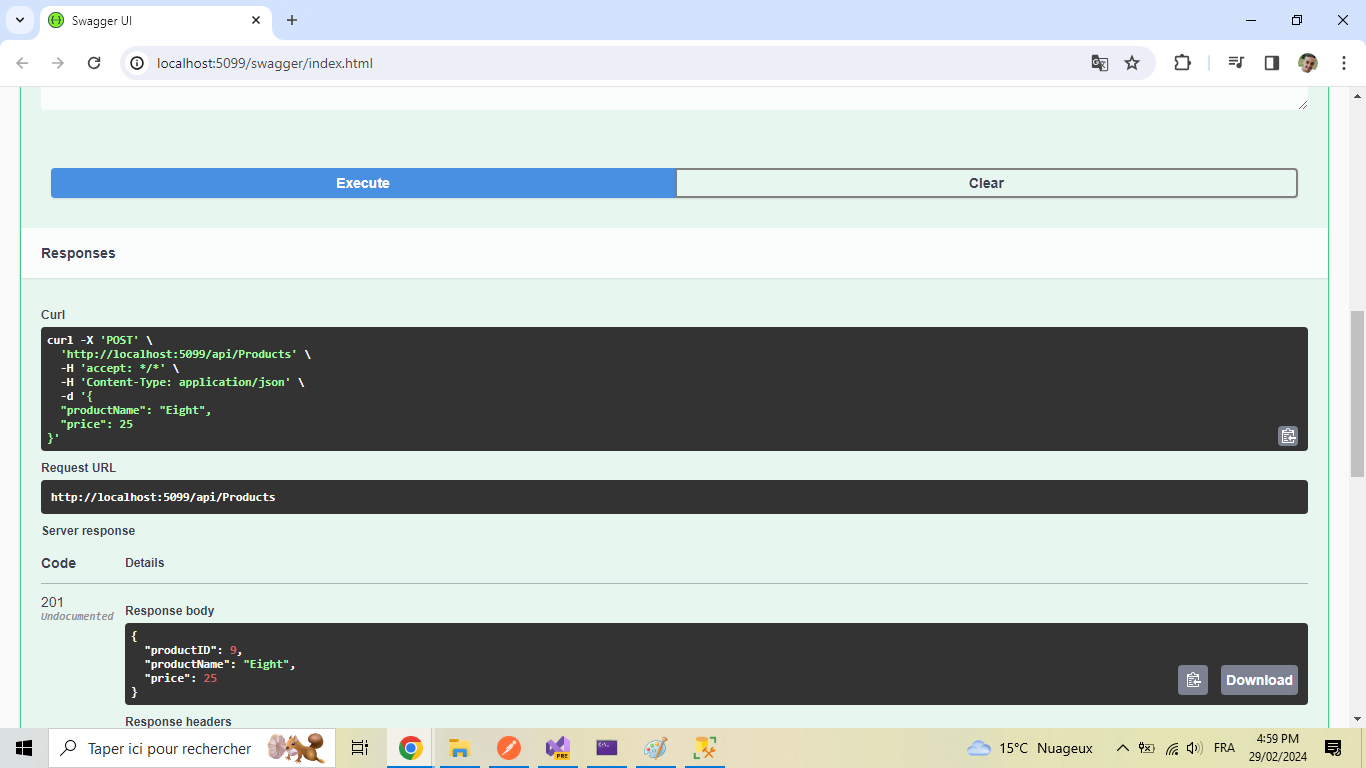 Swagger UI
localhost:5099/swagger/index.html
Execute
Clear
Responses
Curl
curl -X 'POST' \
'http://localhost:5099/api/Products' \
-H 'accept: */*' \
-H 'Content-Type: application/json' \
-d '{
"productName": "Eight",
"price": 25
}'
Request URL
http://localhost:5099/api/Products
Server response
Code Details
201
Undocumented
Response body
{
"productID": 9,
"productName": "Eight",
"price": 25
}
Download
Response headers
Taper ici pour rechercher
PRE
15°C Nuageux
FRA
4:59 PM
29/02/2024